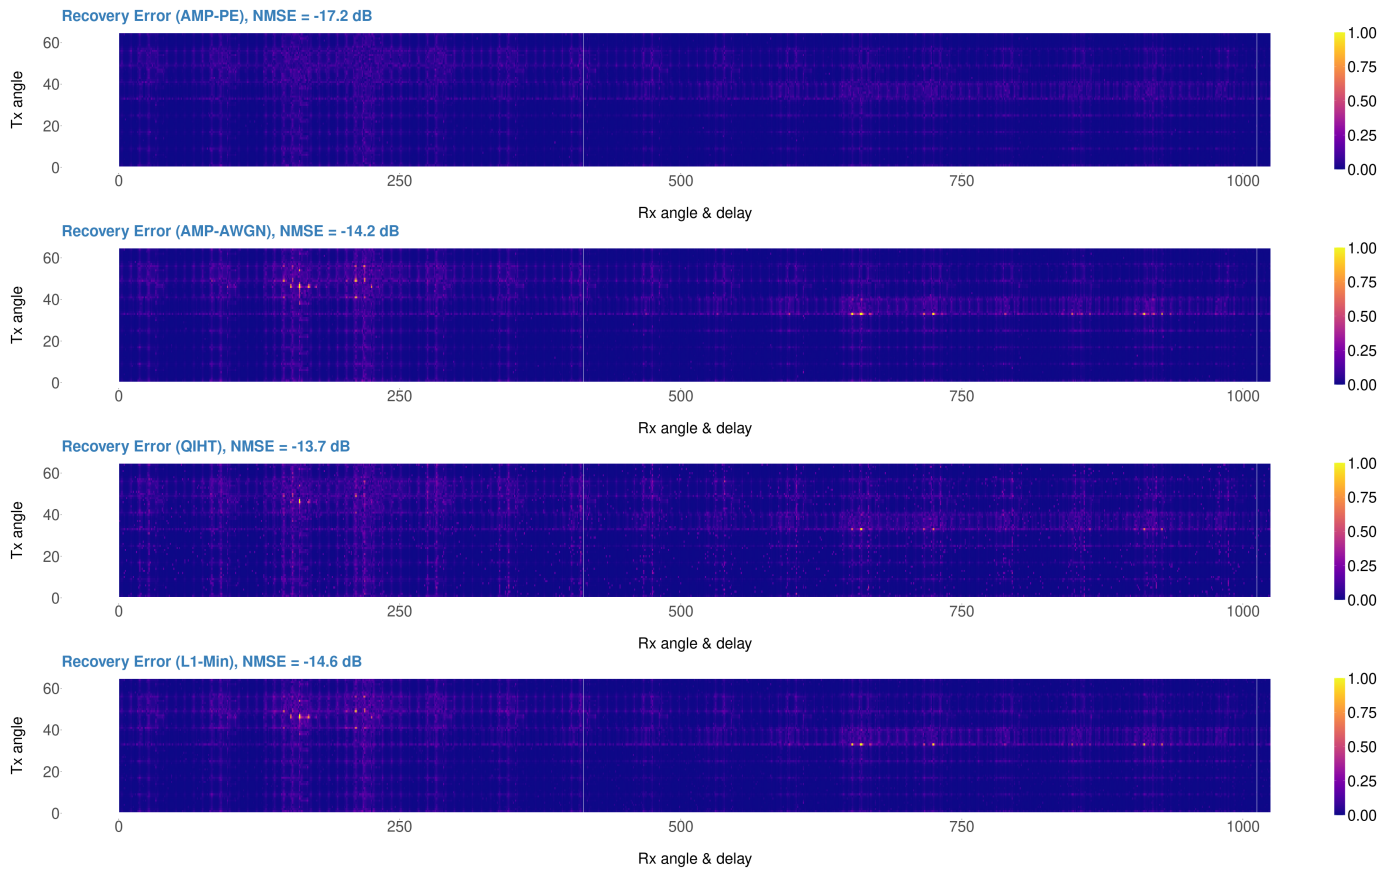 Recovery Error (AMP-PE), NMSE = -17.2 dB
60
40
20
0
Tx angle
0 250 500 750 1000
Rx angle & delay
1.00
0.75
0.50
0.25
0.00
Recovery Error (AMP-AWGN), NMSE = -14.2 dB
60
40
20
0
Tx angle
0 250 500 750 1000
Rx angle & delay
1.00
0.75
0.50
0.25
0.00
Recovery Error (QIHT), NMSE = -13.7 dB
60
40
20
0
Tx angle
0 250 500 750 1000
Rx angle & delay
1.00
0.75
0.50
0.25
0.00
Recovery Error (L1-Min), NMSE = -14.6 dB
60
40
20
0
Tx angle
0 250 500 750 1000
Rx angle & delay
1.00
0.75
0.50
0.25
0.00